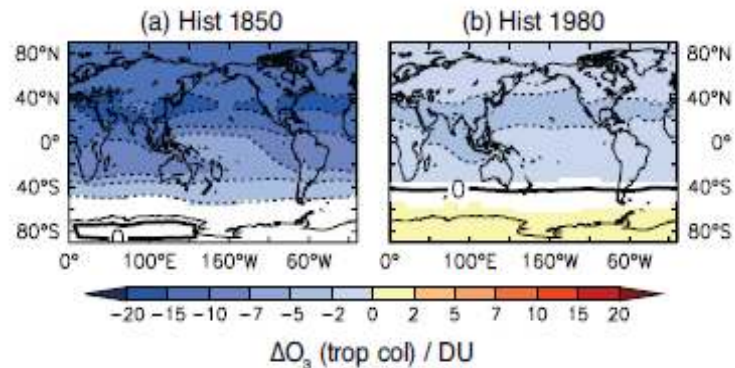 (a) Hist 1850 (b) Hist 1980
80°N 80°N
40°N 40°N
0° 0°
40°S 0 40°S
80°S 0 80°S
0° 100°E 160°W 60°W 0° 100°E 160°W 60°W
−20 −15 −10 −7 −5 −2 0 2 5 7 10 15 20
ΔO₃ (trop col) / DU